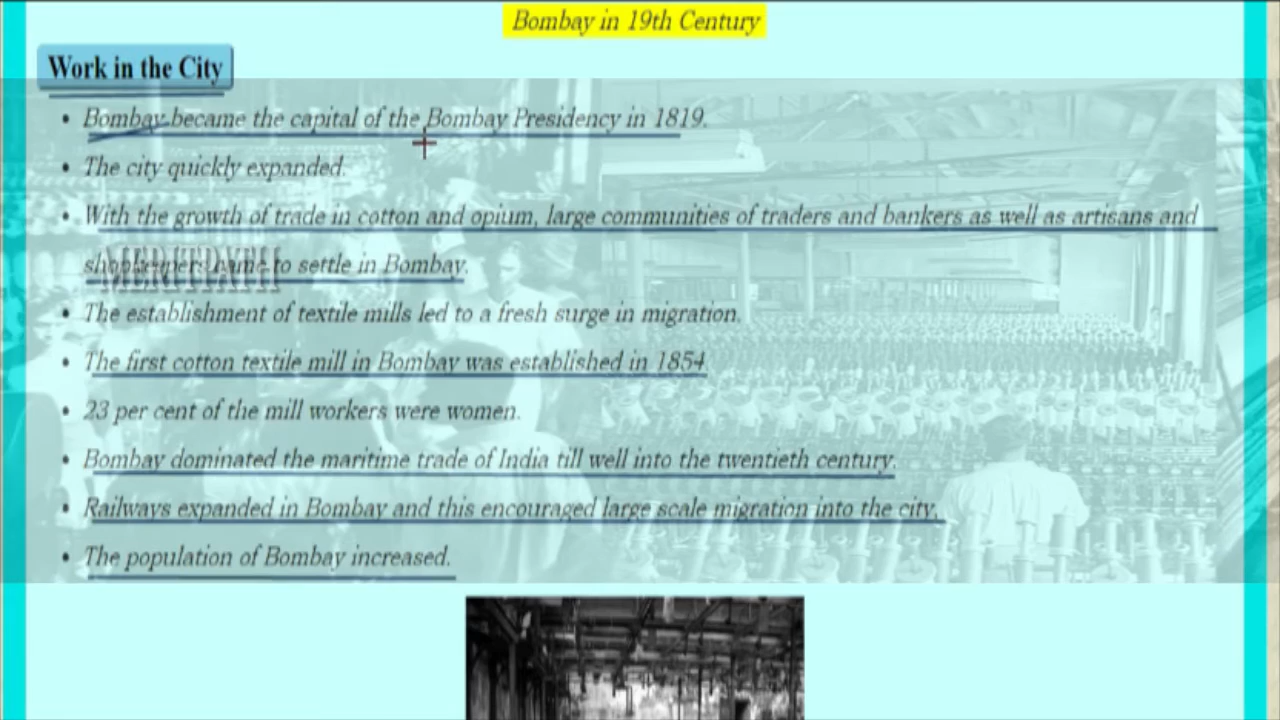 Bombay in 19th Century
Work in the City
• Bombay became the capital of the Bombay Presidency in 1819.
• The city quickly expanded.
• With the growth of trade in cotton and opium, large communities of traders and bankers as well as artisans and
shopkeepers came to settle in Bombay.
MERITPATH
• The establishment of textile mills led to a fresh surge in migration.
• The first cotton textile mill in Bombay was established in 1854
• 23 per cent of the mill workers were women.
• Bombay dominated the maritime trade of India till well into the twentieth century.
• Railways expanded in Bombay and this encouraged large scale migration into the city.
• The population of Bombay increased.